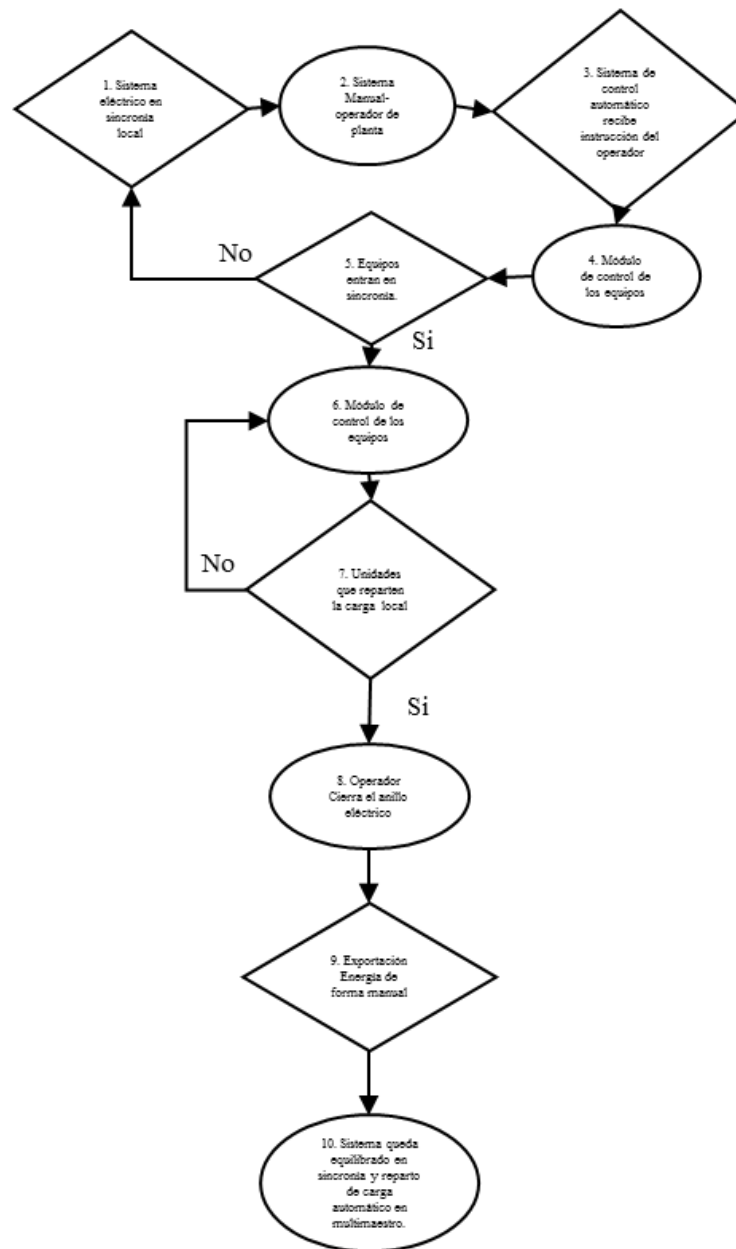 1. Sistema
eléctrico en
sincronía
local
2. Sistema
Manual-
operador de
planta
3. Sistema de
control
automático
recibe
instrucción del
operador
4. Módulo
de control de
los equipos
5. Equipos
entran en
sincronía.
No
Si
6. Módulo de
control de los
equipos
7. Unidades
que reparten
la carga local
No
Si
8. Operador
Cierra el anillo
eléctrico
9. Exportación
Energía de
forma manual
10. Sistema queda
equilibrado en
sincronía y reparto
de carga
automático en
multimaestro.